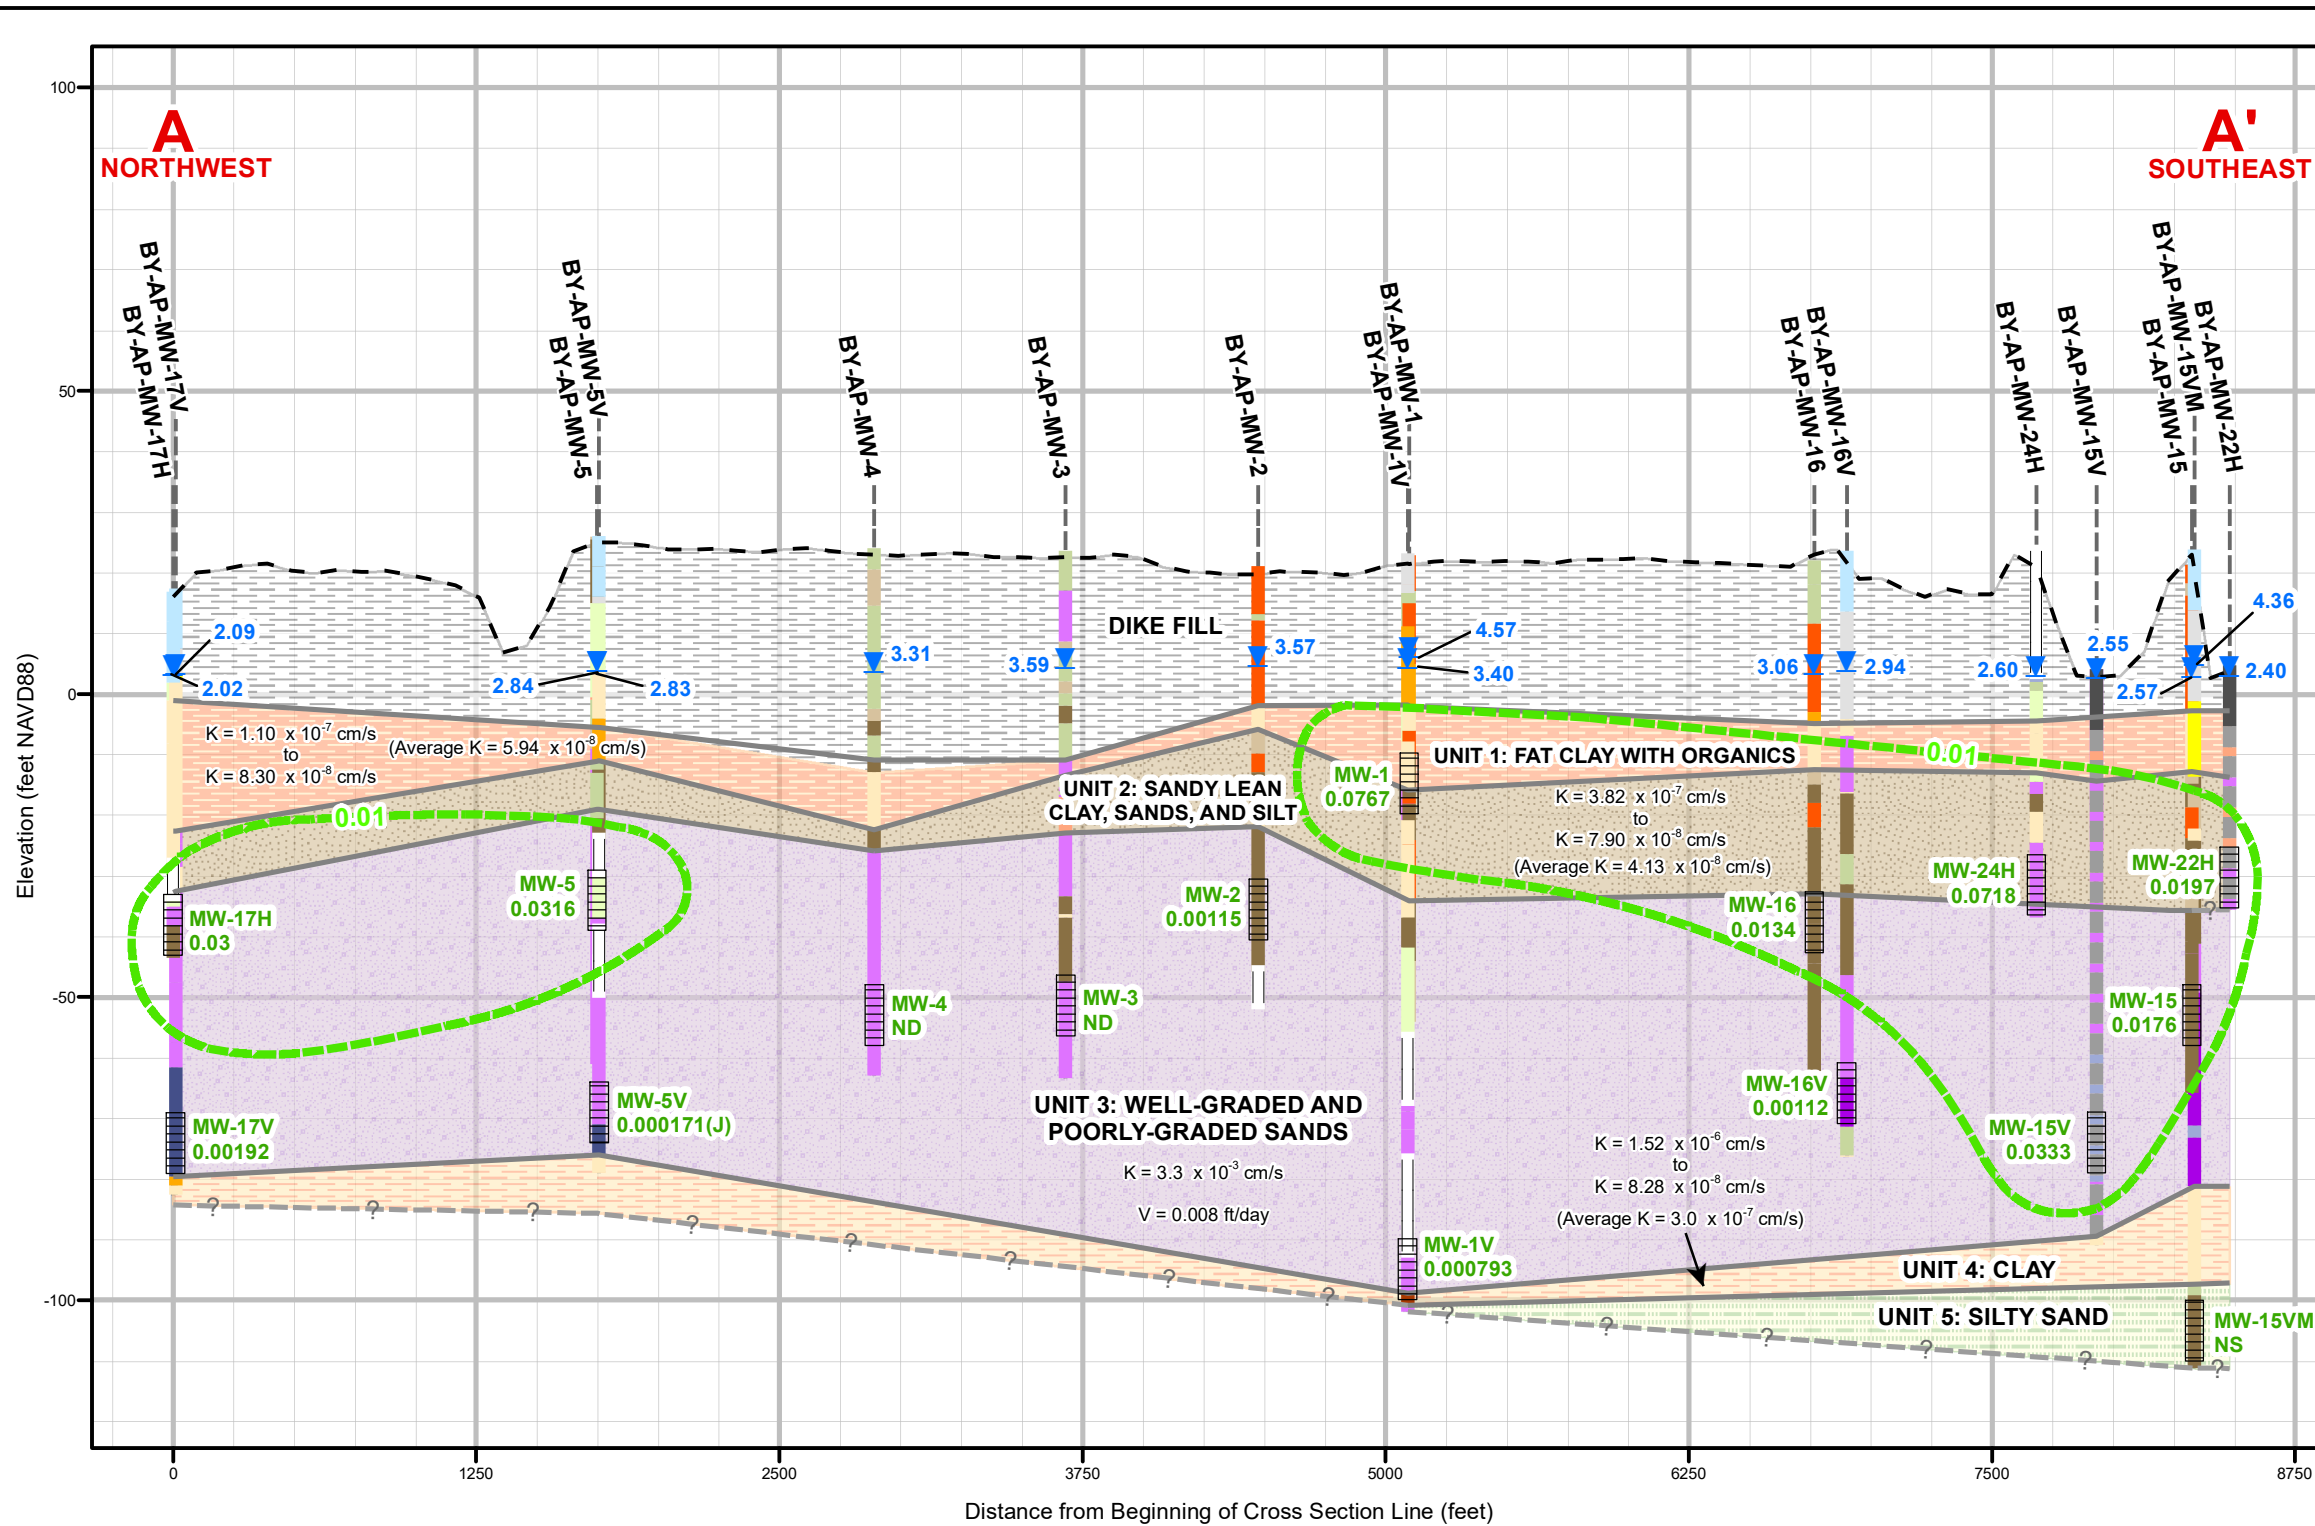 A
NORTHWEST
A'
SOUTHEAST
Elevation (feet NAVD88)
100
50
0
-50
-100
BY-AP-MW-17V
BY-AP-MW-17H
BY-AP-MW-5V
BY-AP-MW-5
BY-AP-MW-4
BY-AP-MW-3
BY-AP-MW-2
BY-AP-MW-1
BY-AP-MW-1V
BY-AP-MW-16V
BY-AP-MW-16
BY-AP-MW-24H
BY-AP-MW-15V
BY-AP-MW-15VM
BY-AP-MW-15
BY-AP-MW-22H
DIKE FILL
2.09
2.02
2.84
2.83
3.31
3.59
3.57
4.57
3.40
3.06
2.94
2.60
2.55
2.57
4.36
2.40
K = 1.10 x 10-7 cm/s
to
K = 8.30 x 10-8 cm/s
(Average K = 5.94 x 10-8 cm/s)
UNIT 1: FAT CLAY WITH ORGANICS
0.01
0.01
UNIT 2: SANDY LEAN
CLAY, SANDS, AND SILT
K = 3.82 x 10-7 cm/s
to
K = 7.90 x 10-8 cm/s
(Average K = 4.13 x 10-8 cm/s)
MW-1
0.0767
MW-17H
0.03
MW-5
0.0316
MW-2
0.00115
MW-16
0.0134
MW-24H
0.0718
MW-22H
0.0197
?
MW-4
ND
MW-3
ND
MW-15
0.0176
MW-17V
0.00192
MW-5V
0.000171(J)
MW-16V
0.00112
MW-15V
0.0333
UNIT 3: WELL-GRADED AND
POORLY-GRADED SANDS
K = 3.3 x 10-3 cm/s
V = 0.008 ft/day
K = 1.52 x 10-6 cm/s
to
K = 8.28 x 10-8 cm/s
(Average K = 3.0 x 10-7 cm/s)
MW-1V
0.000793
UNIT 4: CLAY
UNIT 5: SILTY SAND
MW-15VM
NS
? ? ? ? ? ? ? ? ? ? ? ? ? ?
0 1250 2500 3750 5000 6250 7500 8750
Distance from Beginning of Cross Section Line (feet)